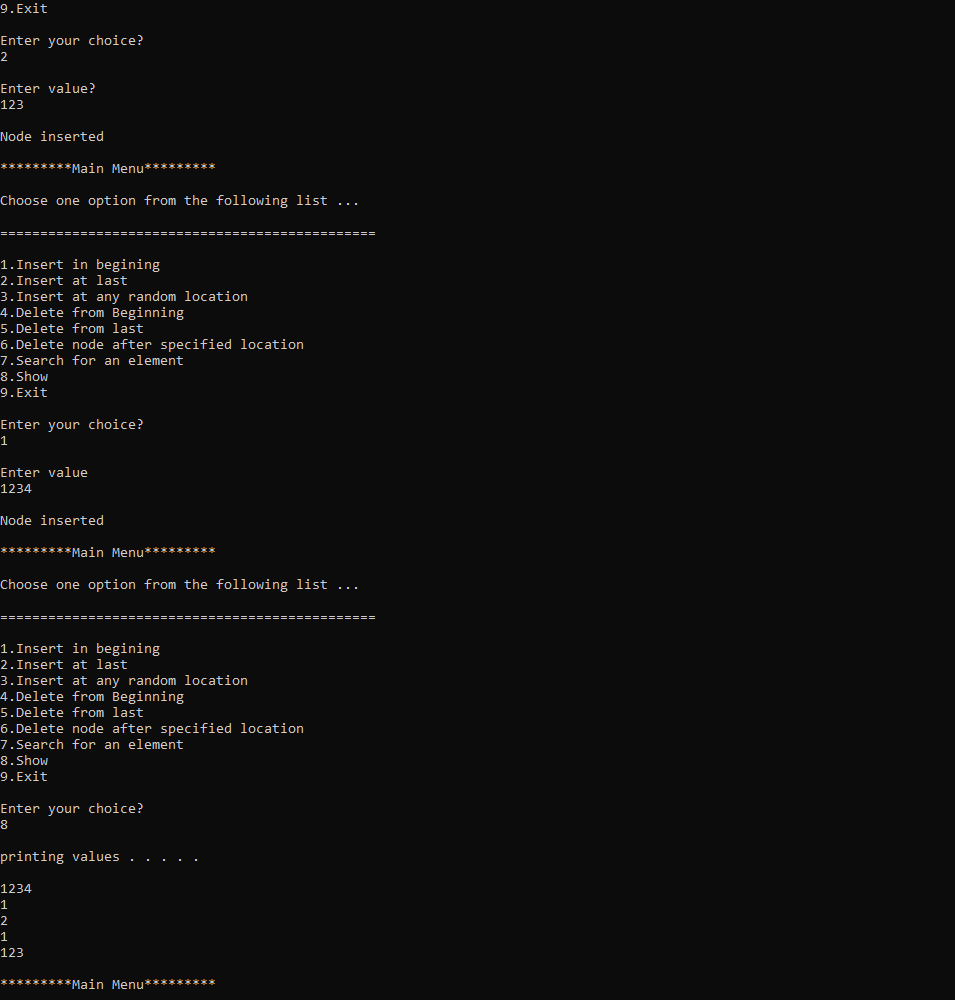 9.Exit
Enter your choice?
2
Enter value?
123
Node inserted
*********Main Menu*********
Choose one option from the following list ...
===============================================
1.Insert in begining
2.Insert at last
3.Insert at any random location
4.Delete from Beginning
5.Delete from last
6.Delete node after specified location
7.Search for an element
8.Show
9.Exit
Enter your choice?
1
Enter value
1234
Node inserted
*********Main Menu*********
Choose one option from the following list ...
===============================================
1.Insert in begining
2.Insert at last
3.Insert at any random location
4.Delete from Beginning
5.Delete from last
6.Delete node after specified location
7.Search for an element
8.Show
9.Exit
Enter your choice?
8
printing values . . . . .
1234
1
2
1
123
*********Main Menu*********